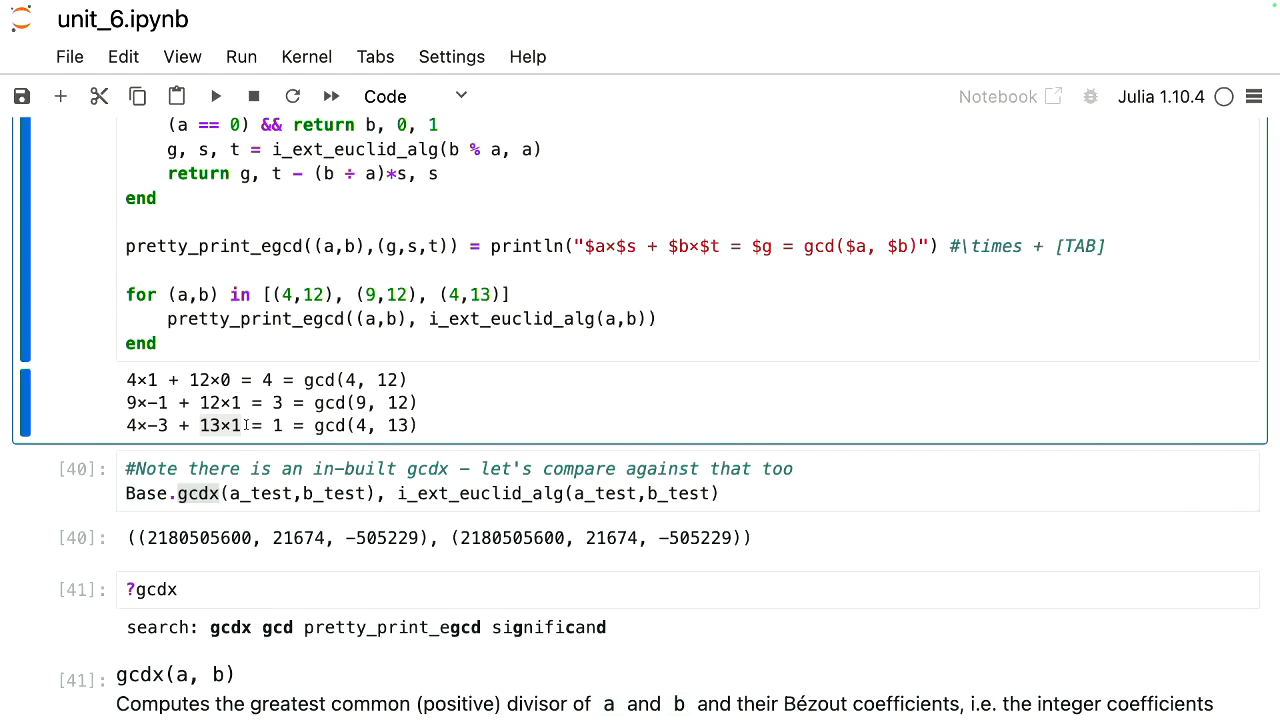 unit_6.ipynb
File Edit View Run Kernel Tabs Settings Help
Code Notebook Julia 1.10.4
(a == 0) && return b, 0, 1
g, s, t = i_ext_euclid_alg(b % a, a)
return g, t - (b ÷ a)*s, s
end
pretty_print_egcd((a,b),(g,s,t)) = println("$a×$s + $b×$t = $g = gcd($a, $b)") #\times + [TAB]
for (a,b) in [(4,12), (9,12), (4,13)]
pretty_print_egcd((a,b), i_ext_euclid_alg(a,b))
end
4×1 + 12×0 = 4 = gcd(4, 12)
9×-1 + 12×1 = 3 = gcd(9, 12)
4×-3 + 13×1 = 1 = gcd(4, 13)
[40]: #Note there is an in-built gcdx - let's compare against that too
Base.gcdx(a_test,b_test), i_ext_euclid_alg(a_test,b_test)
[40]: ((2180505600, 21674, -505229), (2180505600, 21674, -505229))
[41]: ?gcdx
search: gcdx gcd pretty_print_egcd significand
[41]: gcdx(a, b)
Computes the greatest common (positive) divisor of a and b and their Bézout coefficients, i.e. the integer coefficients